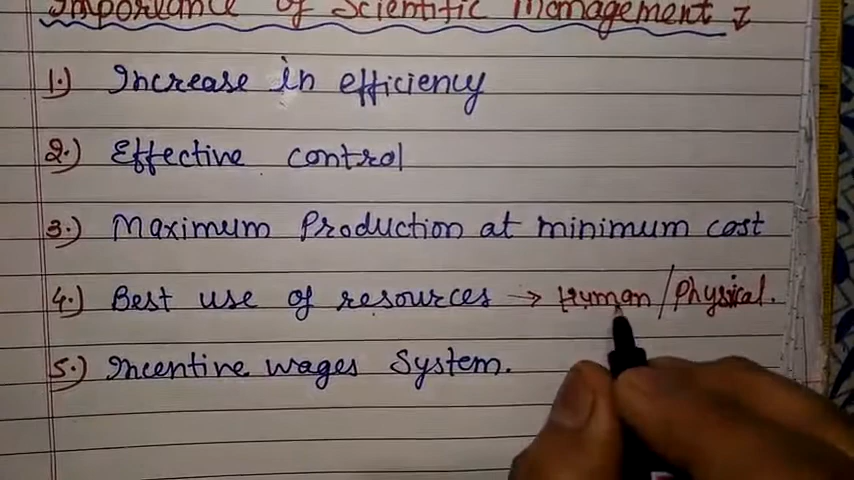 Importance of Scientific Management :
1.) Increase in efficiency
2.) Effective control
3.) Maximum Production at minimum cost
4.) Best use of resources → Human/Physical.
5.) Incentive wages System.